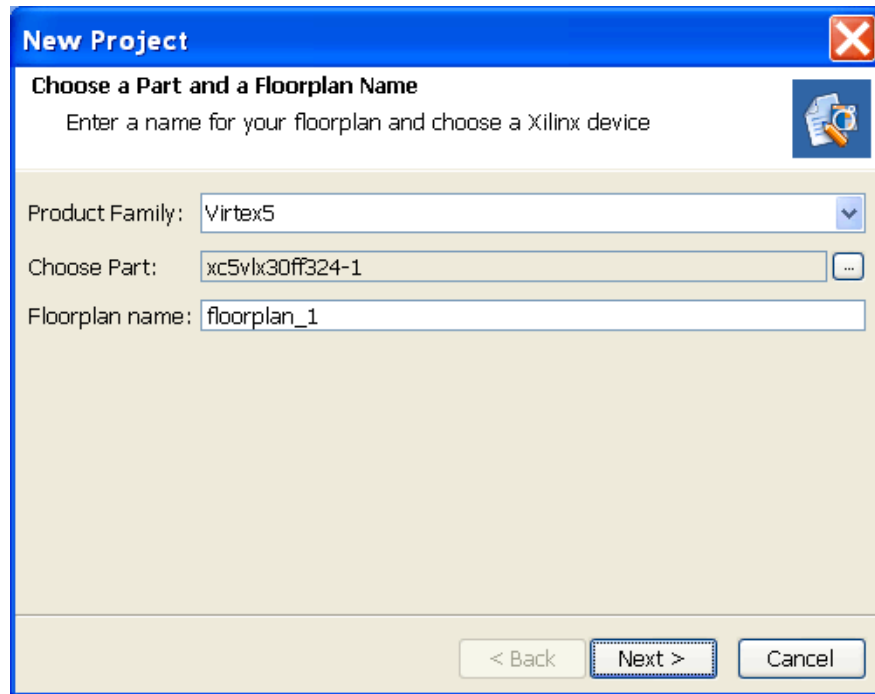 New Project
Choose a Part and a Floorplan Name
Enter a name for your floorplan and choose a Xilinx device
Product Family: Virtex5
Choose Part: xc5vlx30ff324-1 ...
Floorplan name: floorplan_1
< Back Next > Cancel